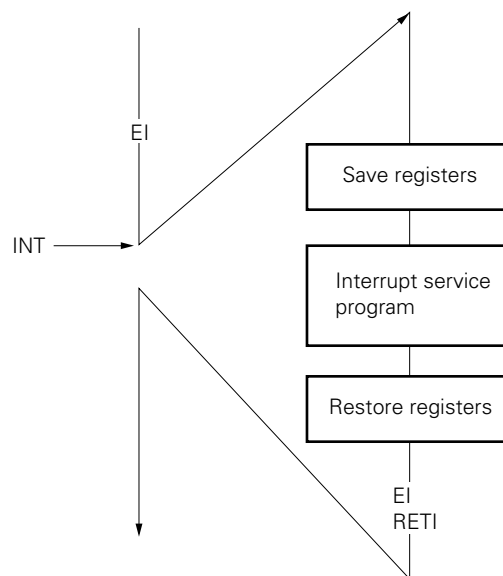 EI
INT
Save registers
Interrupt service
program
Restore registers
EI
RETI